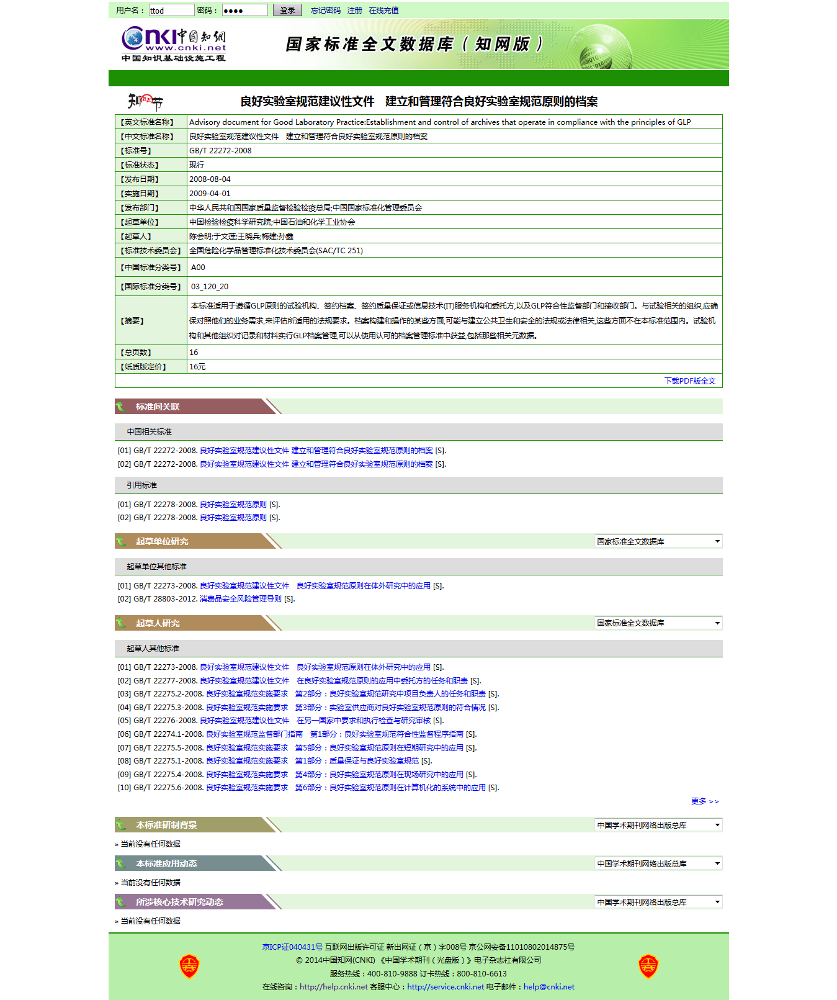 用户名： ttod 密码： ●●●● 登录 忘记密码 注册 在线充值
CNKI 中国知网
www.cnki.net
中国知识基础设施工程
国家标准全文数据库（知网版）
知网节 良好实验室规范建议性文件　建立和管理符合良好实验室规范原则的档案
【英文标准名称】 Advisory document for Good Laboratory Practice:Establishment and control of archives that operate in compliance with the principles of GLP
【中文标准名称】 良好实验室规范建议性文件　建立和管理符合良好实验室规范原则的档案
【标准号】 GB/T 22272-2008
【标准状态】 现行
【发布日期】 2008-08-04
【实施日期】 2009-04-01
【发布部门】 中华人民共和国国家质量监督检验检疫总局;中国国家标准化管理委员会
【起草单位】 中国检验检疫科学研究院;中国石油和化学工业协会
【起草人】 陈会明;于文莲;王晓兵;梅建;孙鑫
【标准技术委员会】 全国危险化学品管理标准化技术委员会(SAC/TC 251)
【中国标准分类号】 A00
【国际标准分类号】 03_120_20
【摘要】 本标准适用于遵循GLP原则的试验机构、签约档案、签约质量保证或信息技术(IT)服务机构和委托方,以及GLP符合性监督部门和接收部门。与试验相关的组织,应确
保对照他们的业务需求,来评估所适用的法规要求。档案构建和操作的某些方面,可能与建立公共卫生和安全的法规或法律相关,这些方面不在本标准范围内。试验机
构和其他组织对记录和材料实行GLP档案管理,可以从使用认可的档案管理标准中获益,包括那些相关元数据。
【总页数】 16
【纸质版定价】 16元
下载PDF版全文
标准间关联
中国相关标准
[01] GB/T 22272-2008. 良好实验室规范建议性文件 建立和管理符合良好实验室规范原则的档案 [S].
[02] GB/T 22272-2008. 良好实验室规范建议性文件 建立和管理符合良好实验室规范原则的档案 [S].
引用标准
[01] GB/T 22278-2008. 良好实验室规范原则 [S].
[02] GB/T 22278-2008. 良好实验室规范原则 [S].
起草单位研究 国家标准全文数据库
起草单位其他标准
[01] GB/T 22273-2008. 良好实验室规范建议性文件　良好实验室规范原则在体外研究中的应用 [S].
[02] GB/T 28803-2012. 消费品安全风险管理导则 [S].
起草人研究 国家标准全文数据库
起草人其他标准
[01] GB/T 22273-2008. 良好实验室规范建议性文件　良好实验室规范原则在体外研究中的应用 [S].
[02] GB/T 22277-2008. 良好实验室规范建议性文件　在良好实验室规范原则的应用中委托方的任务和职责 [S].
[03] GB/T 22275.2-2008. 良好实验室规范实施要求　第2部分：良好实验室规范研究中项目负责人的任务和职责 [S].
[04] GB/T 22275.3-2008. 良好实验室规范实施要求　第3部分：实验室供应商对良好实验室规范原则的符合情况 [S].
[05] GB/T 22276-2008. 良好实验室规范建议性文件　在另一国家中要求和执行检查与研究审核 [S].
[06] GB/T 22274.1-2008. 良好实验室规范监督部门指南　第1部分：良好实验室规范符合性监督程序指南 [S].
[07] GB/T 22275.5-2008. 良好实验室规范实施要求　第5部分：良好实验室规范原则在短期研究中的应用 [S].
[08] GB/T 22275.1-2008. 良好实验室规范实施要求　第1部分：质量保证与良好实验室规范 [S].
[09] GB/T 22275.4-2008. 良好实验室规范实施要求　第4部分：良好实验室规范原则在现场研究中的应用 [S].
[10] GB/T 22275.6-2008. 良好实验室规范实施要求　第6部分：良好实验室规范原则在计算机化的系统中的应用 [S].
更多 >>
本标准研制背景 中国学术期刊网络出版总库
» 当前没有任何数据
本标准应用动态 中国学术期刊网络出版总库
» 当前没有任何数据
所涉核心技术研究动态 中国学术期刊网络出版总库
» 当前没有任何数据
京ICP证040431号 互联网出版许可证 新出网证（京）字008号 京公网安备11010802014875号
© 2014中国知网(CNKI) 《中国学术期刊（光盘版）》电子杂志社有限公司
服务热线：400-810-9888 订卡热线：800-810-6613
在线咨询：http://help.cnki.net 客服中心：http://service.cnki.net 电子邮件：help@cnki.net